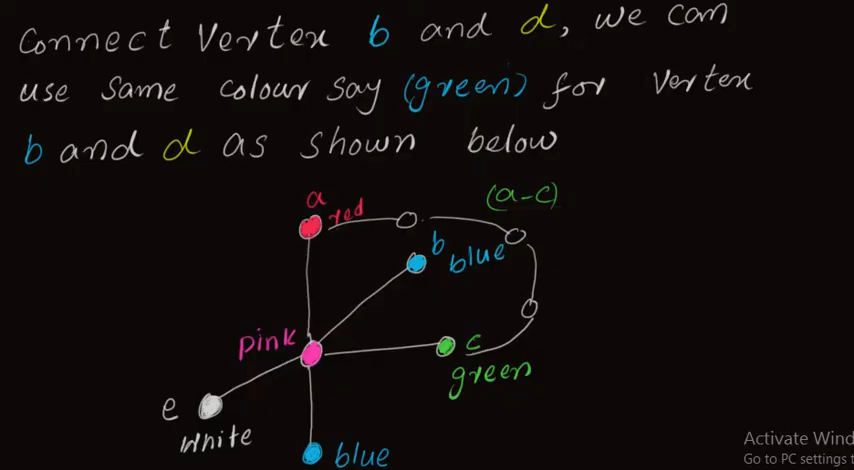 Connect Vertex b and d, we can
use same colour say (green) for vertex
b and d as shown below
a
red
(a-c)
b
blue
pink
c
green
e
white
blue
Activate Wind
Go to PC settings t